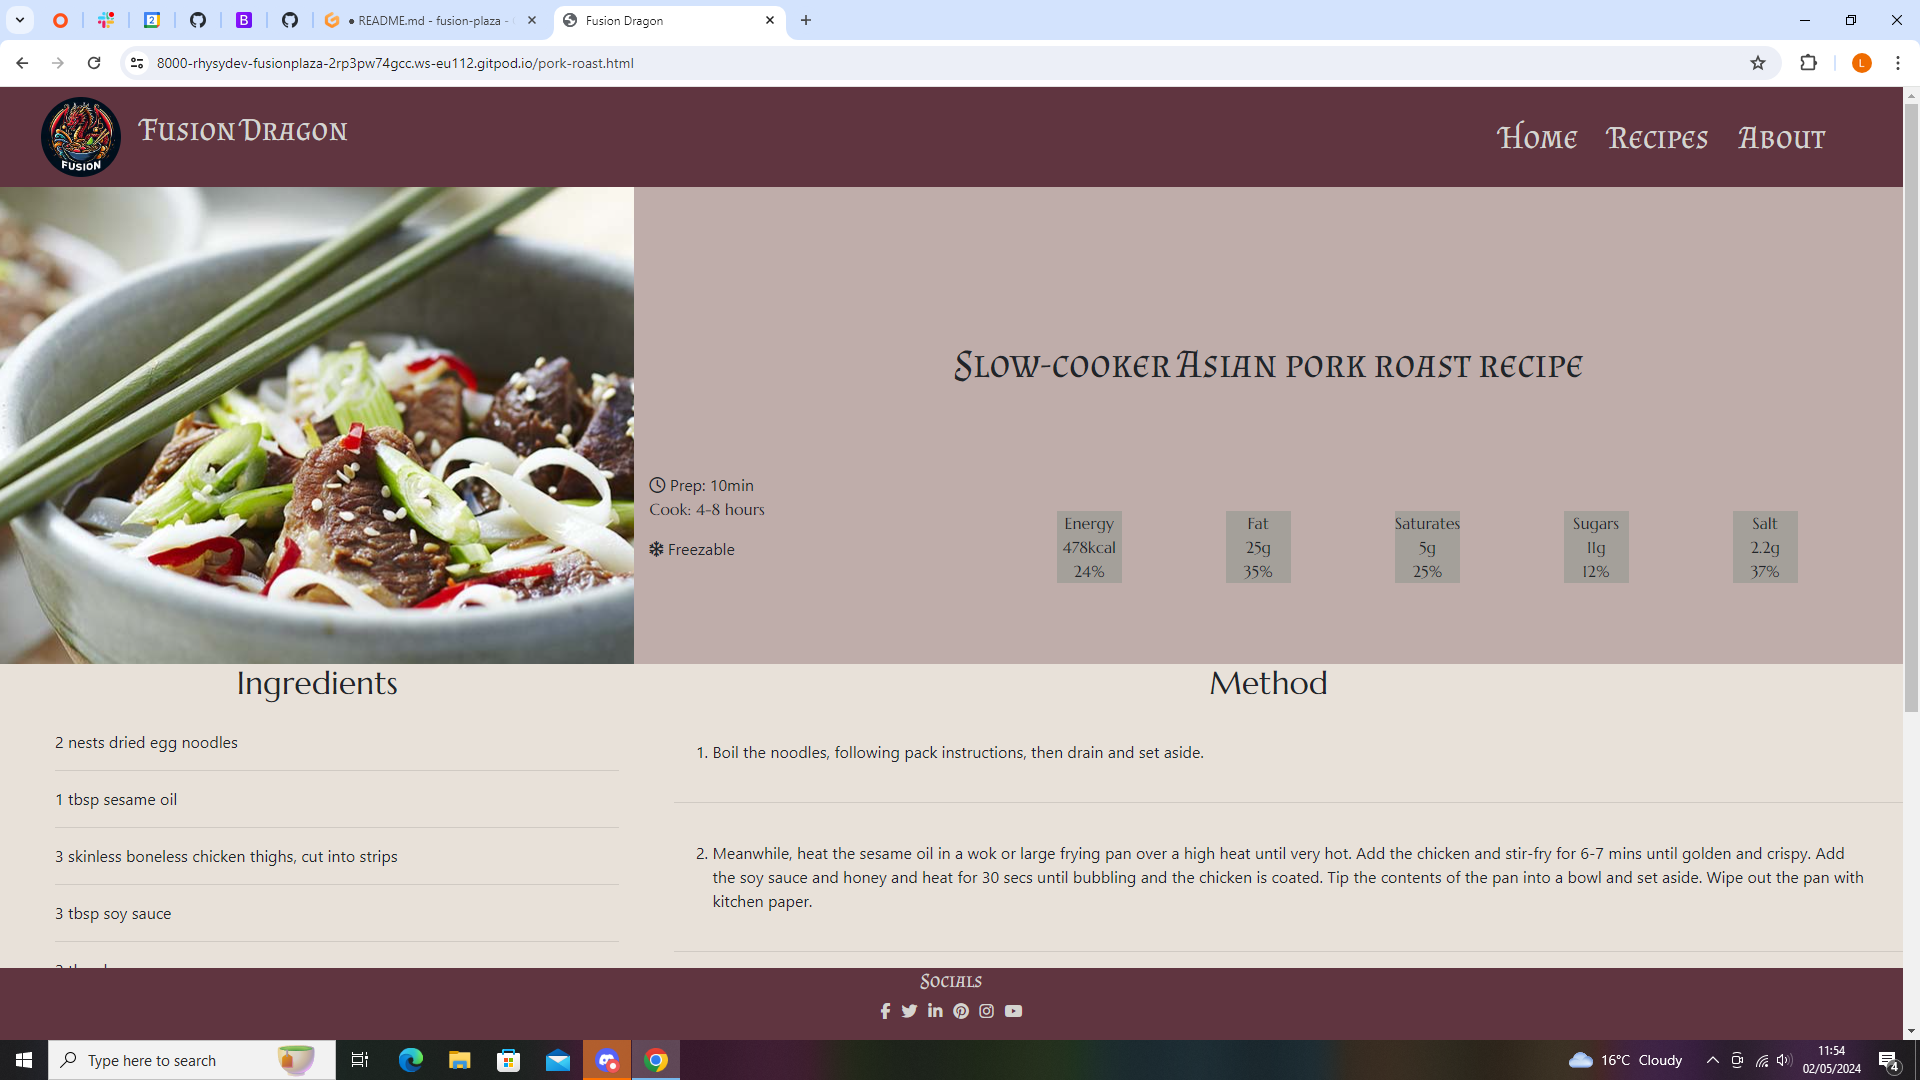 README.md - fusion-plaza -
Fusion Dragon
8000-rhysydev-fusionplaza-2rp3pw74gcc.ws-eu112.gitpod.io/pork-roast.html
L
FUSION
Fusion Dragon
Home Recipes About
Slow-cooker Asian pork roast recipe
Prep: 10min
Cook: 4-8 hours
Freezable
Energy
478kcal
24%
Fat
25g
35%
Saturates
5g
25%
Sugars
11g
12%
Salt
2.2g
37%
Ingredients
2 nests dried egg noodles
1 tbsp sesame oil
3 skinless boneless chicken thighs, cut into strips
3 tbsp soy sauce
Method
1. Boil the noodles, following pack instructions, then drain and set aside.
2. Meanwhile, heat the sesame oil in a wok or large frying pan over a high heat until very hot. Add the chicken and stir-fry for 6-7 mins until golden and crispy. Add
the soy sauce and honey and heat for 30 secs until bubbling and the chicken is coated. Tip the contents of the pan into a bowl and set aside. Wipe out the pan with
kitchen paper.
Socials
Type here to search
16°C Cloudy
11:54
02/05/2024
4